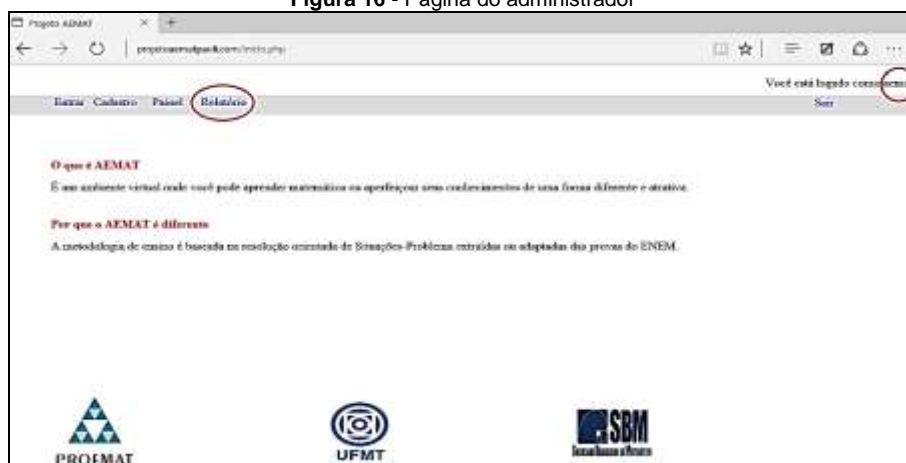 Figura 16 - Página do administrador
Projeto AEMAT
Você está logado como
Entrar Cadastro Painel Relatório
Sair
O que é AEMAT
É um ambiente virtual onde você pode aprender matemática ou aperfeiçoar seus conhecimentos de uma forma diferente e atrativa.
Por que o AEMAT é diferente
A metodologia de ensino é baseada na resolução orientada de Situações-Problema extraídas ou adaptadas das provas do ENEM.
PROFMAT
UFMT
SBM